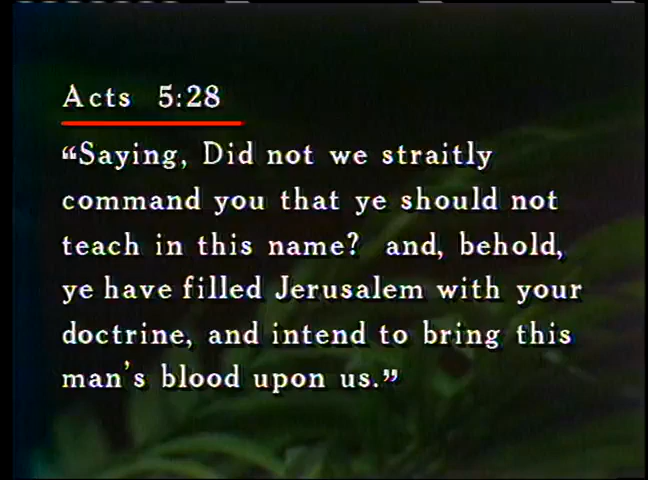 Acts 5:28
“Saying, Did not we straitly
command you that ye should not
teach in this name? and, behold,
ye have filled Jerusalem with your
doctrine, and intend to bring this
man's blood upon us.”